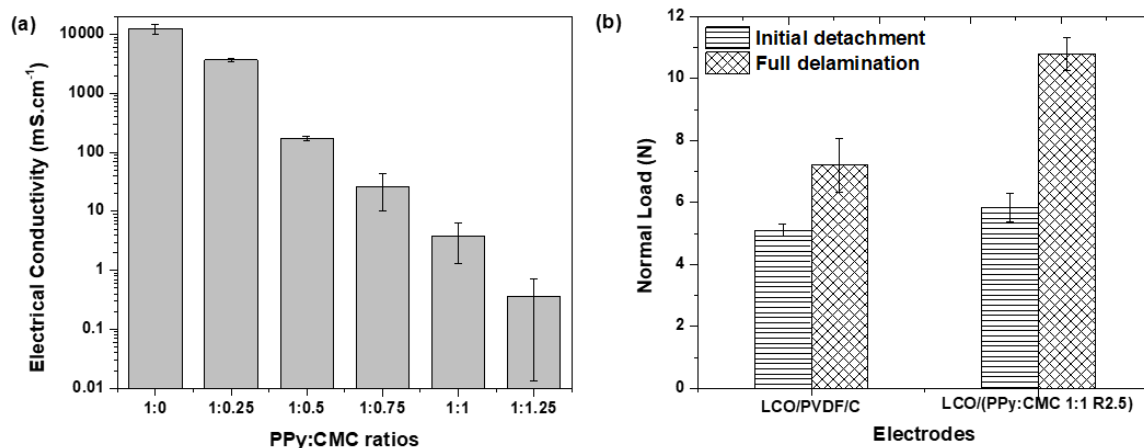 (a)
Electrical Conductivity (mS.cm⁻¹)
10000
1000
100
10
1
0.1
0.01
1:0
1:0.25
1:0.5
1:0.75
1:1
1:1.25
PPy:CMC ratios
(b)
Normal Load (N)
12
10
8
6
4
2
0
Initial detachment
Full delamination
LCO/PVDF/C
LCO/(PPy:CMC 1:1 R2.5)
Electrodes